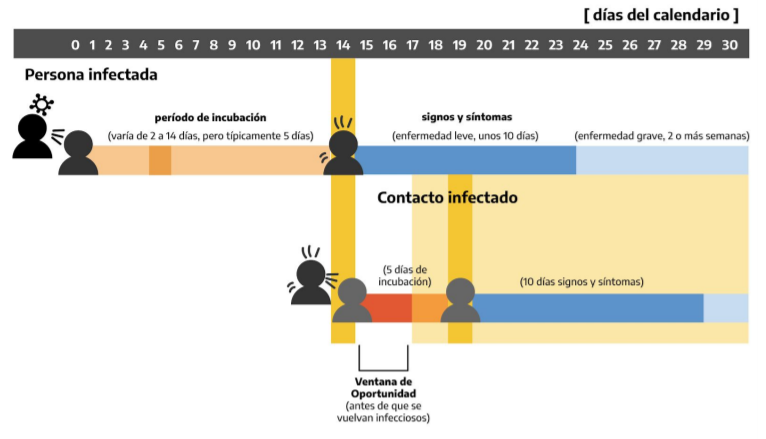 [ días del calendario ]
0 1 2 3 4 5 6 7 8 9 10 11 12 13 14 15 16 17 18 19 20 21 22 23 24 25 26 27 28 29 30
Persona infectada
período de incubación
(varía de 2 a 14 días, pero típicamente 5 días)
signos y síntomas
(enfermedad leve, unos 10 días)
(enfermedad grave, 2 o más semanas)
Contacto infectado
(5 días de
incubación)
(10 días signos y síntomas)
Ventana de
Oportunidad
(antes de que se
vuelvan infecciosos)